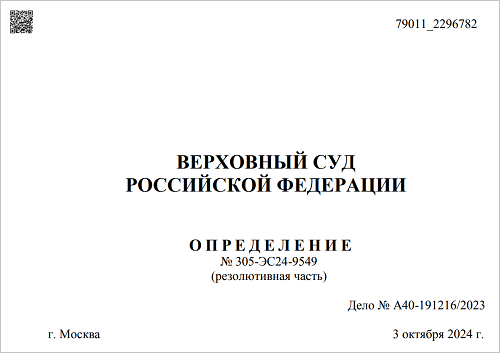 79011_2296782
ВЕРХОВНЫЙ СУД
РОССИЙСКОЙ ФЕДЕРАЦИИ
О П Р Е Д Е Л Е Н И Е
№ 305-ЭС24-9549
(резолютивная часть)
Дело № А40-191216/2023
г. Москва 3 октября 2024 г.